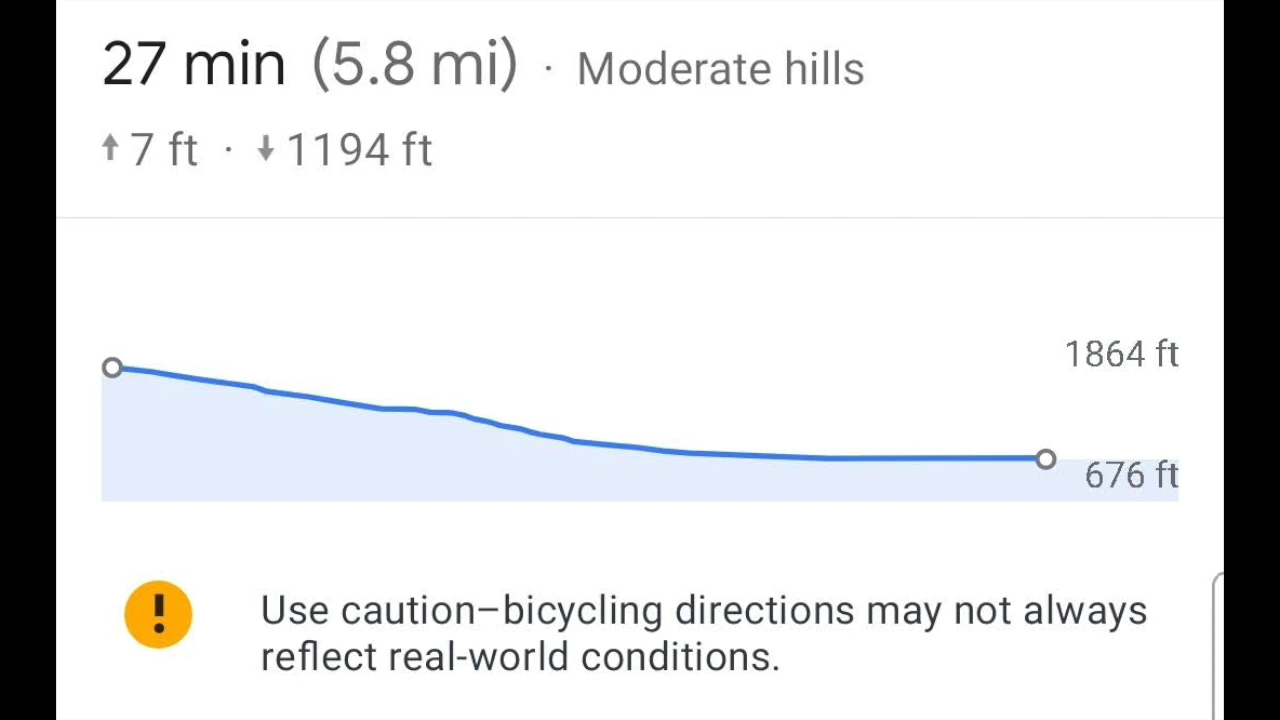 27 min (5.8 mi) · Moderate hills
↑ 7 ft · ↓ 1194 ft
1864 ft
676 ft
! Use caution–bicycling directions may not always
reflect real-world conditions.